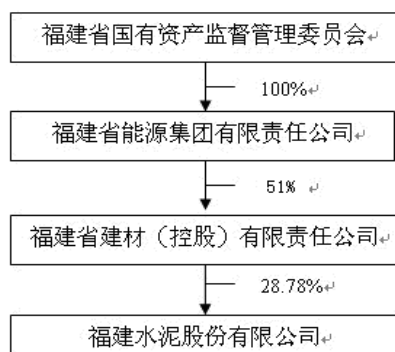 福建省国有资产监督管理委员会
100%
福建省能源集团有限责任公司
51%
福建省建材（控股）有限责任公司
28.78%
福建水泥股份有限公司